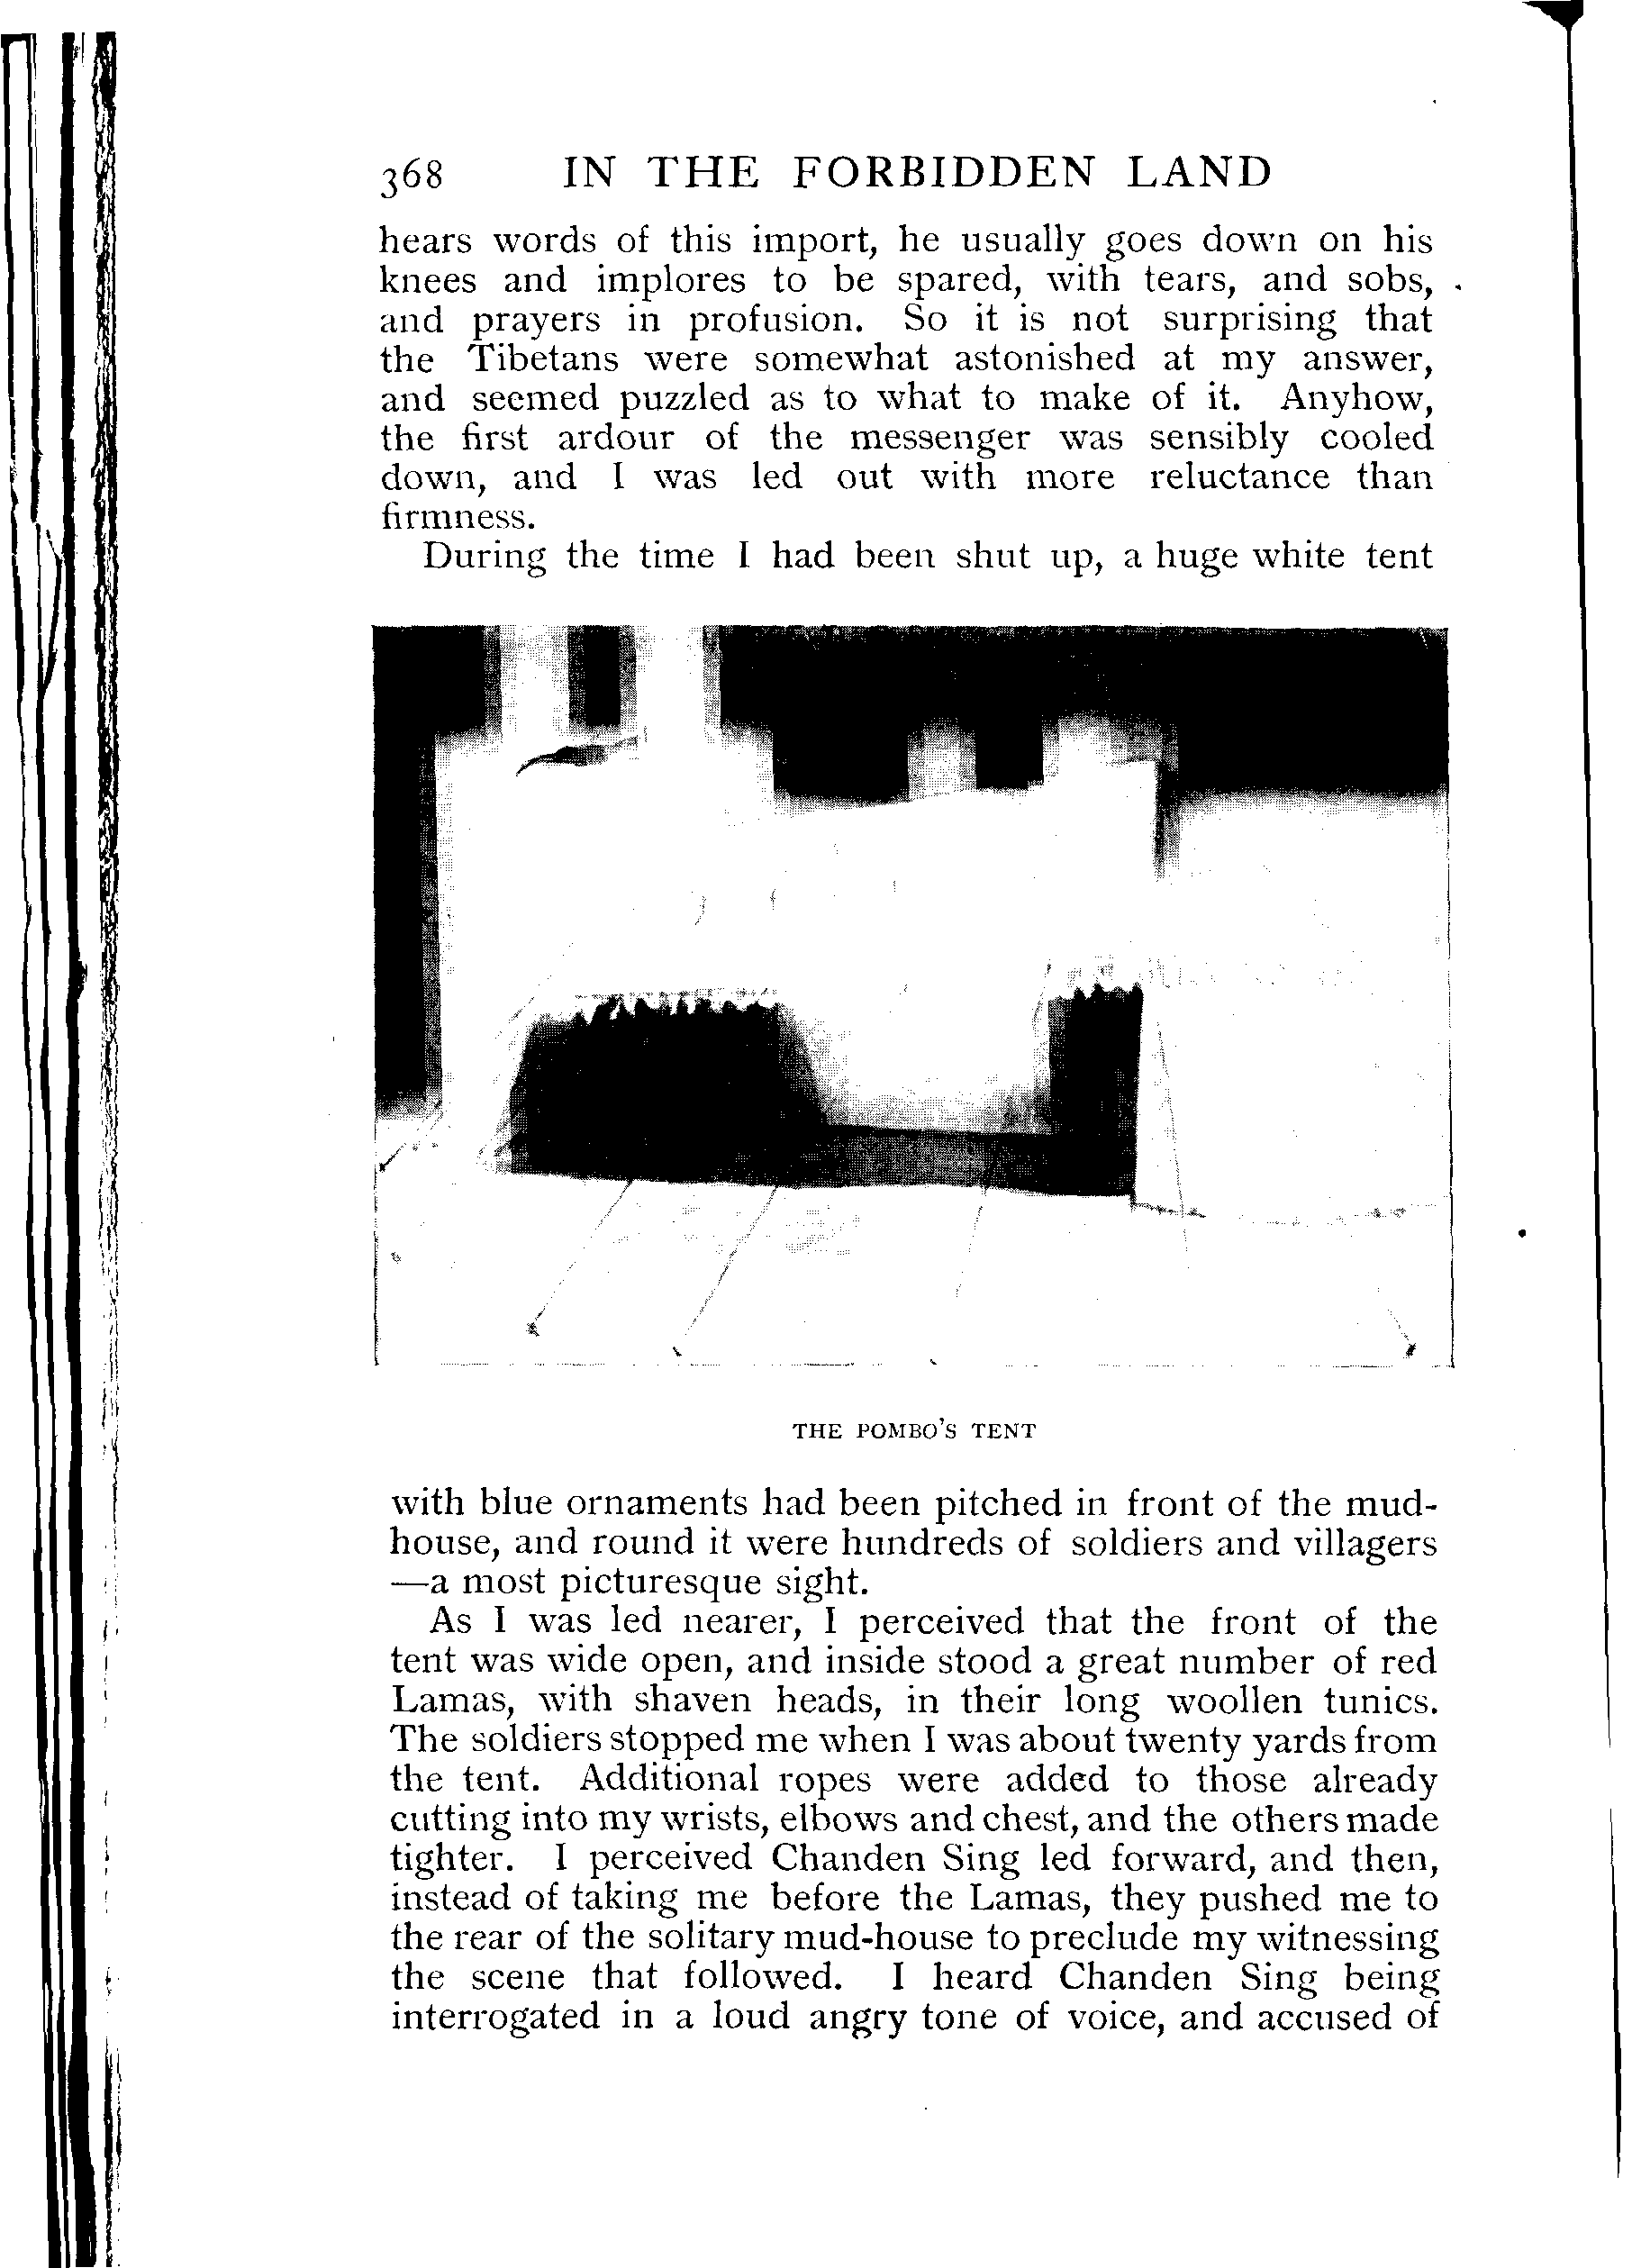 368 IN THE FORBIDDEN LAND
hears words of this import, he usually goes down on his
knees and implores to be spared, with tears, and sobs,
and prayers in profusion. So it is not surprising that
the Tibetans were somewhat astonished at my answer,
and seemed puzzled as to what to make of it. Anyhow,
the first ardour of the messenger was sensibly cooled
down, and I was led out with more reluctance than
firmness.
During the time I had been shut up, a huge white tent
THE POMBO'S TENT
with blue ornaments had been pitched in front of the mud-
house, and round it were hundreds of soldiers and villagers
—a most picturesque sight.
As I was led nearer, I perceived that the front of the
tent was wide open, and inside stood a great number of red
Lamas, with shaven heads, in their long woollen tunics.
The soldiers stopped me when I was about twenty yards from
the tent. Additional ropes were added to those already
cutting into my wrists, elbows and chest, and the others made
tighter. I perceived Chanden Sing led forward, and then,
instead of taking me before the Lamas, they pushed me to
the rear of the solitary mud-house to preclude my witnessing
the scene that followed. I heard Chanden Sing being
interrogated in a loud angry tone of voice, and accused of